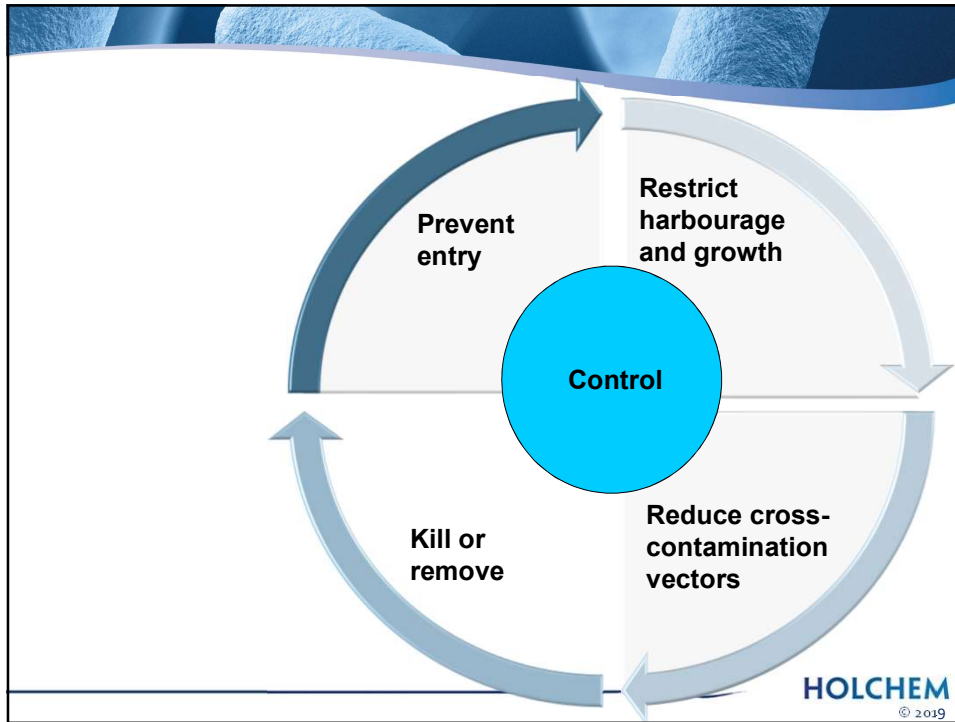 Prevent
entry
Restrict
harbourage
and growth
Control
Kill or
remove
Reduce cross-
contamination
vectors
HOLCHEM
© 2019